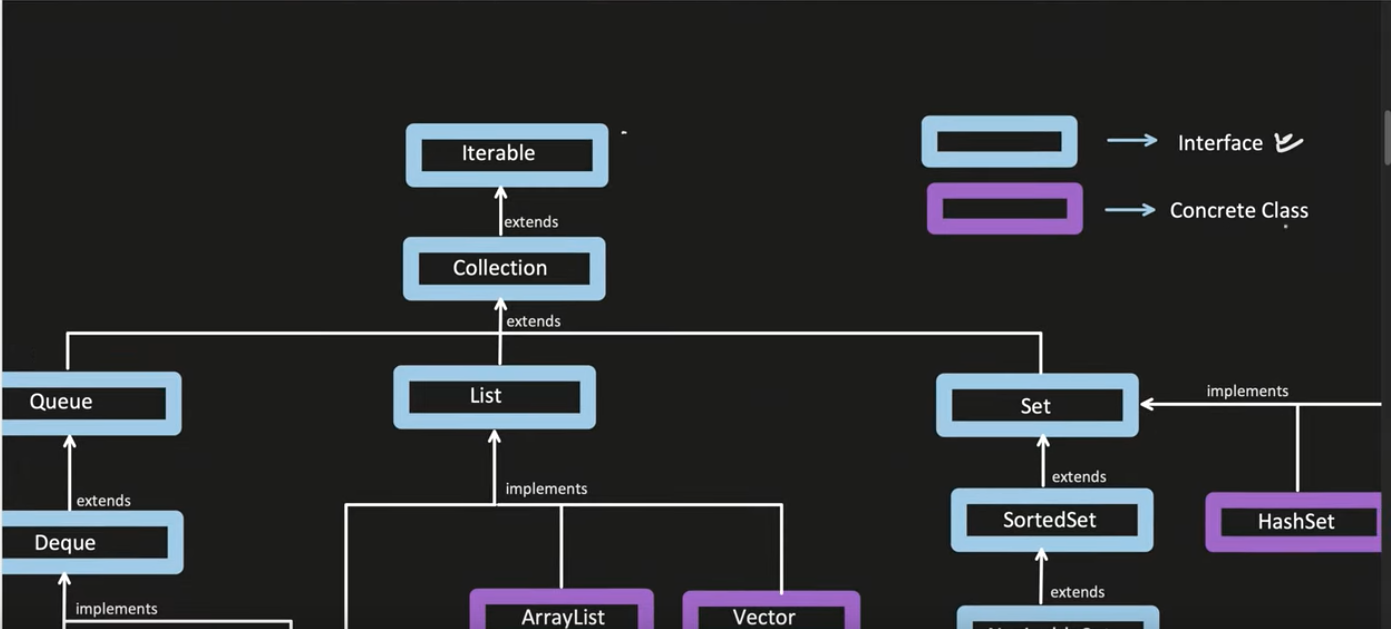 Iterable
Interface
Concrete Class
extends
Collection
extends
Queue
List
Set
implements
extends
implements
extends
Deque
SortedSet
HashSet
implements
ArrayList
Vector
extends